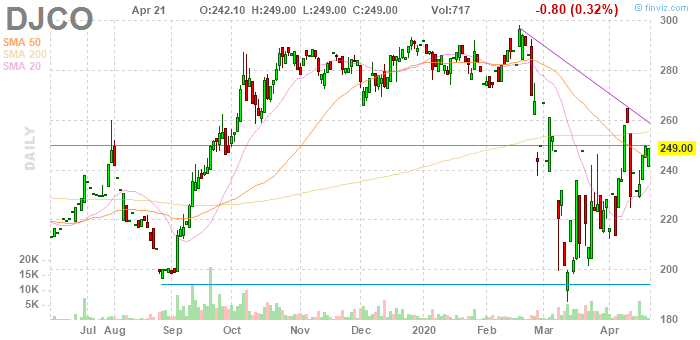 DJCO Apr 21 O:242.10 H:249.00 L:242.10 C:249.00 Vol:717 -0.80 (0.32%) © finviz.com
SMA 50
SMA 200
SMA 20
DAILY
300
280
260
249.00
240
220
200
180
20K
15K
10K
5K
Jul Aug Sep Oct Nov Dec 2020 Feb Mar Apr